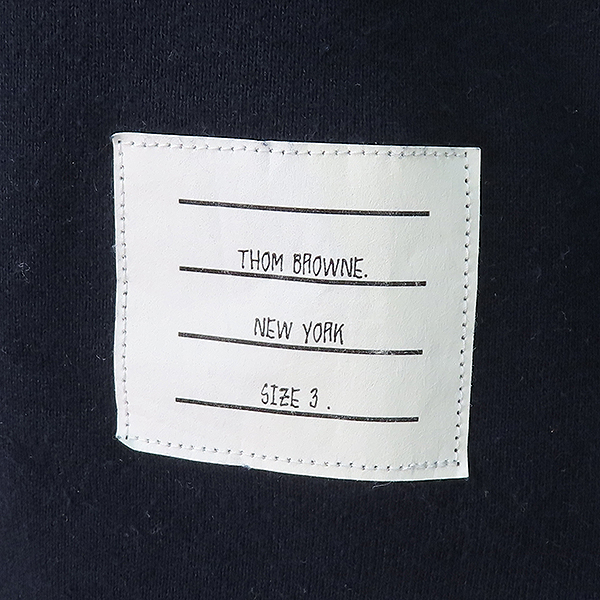 THOM BROWNE.
NEW YORK
SIZE 3 .